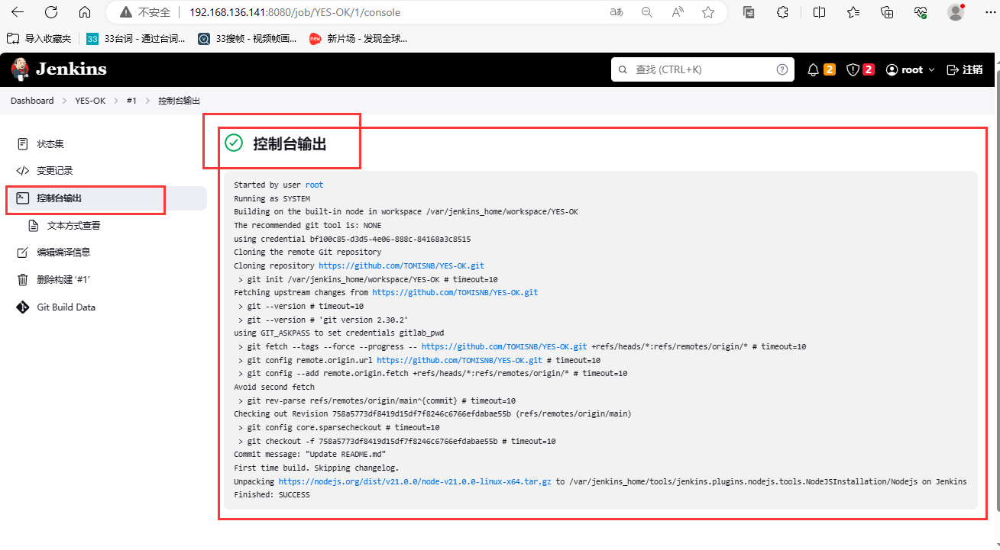 不安全 192.168.136.141:8080/job/YES-OK/1/console aあ
导入收藏夹 33 33台词 - 通过台词... 33搜帧 - 视频帧画... new 新片场 - 发现全球...
Jenkins 查找 (CTRL+K) 2 2 root 注销
Dashboard YES-OK #1 控制台输出
状态集
变更记录
控制台输出
文本方式查看
编辑编译信息
删除构建 ‘#1’
Git Build Data
控制台输出
Started by user root
Running as SYSTEM
Building on the built-in node in workspace /var/jenkins_home/workspace/YES-OK
The recommended git tool is: NONE
using credential bf100c85-d3d5-4e06-888c-84168a3c8515
Cloning the remote Git repository
Cloning repository https://github.com/TOMISNB/YES-OK.git
> git init /var/jenkins_home/workspace/YES-OK # timeout=10
Fetching upstream changes from https://github.com/TOMISNB/YES-OK.git
> git --version # timeout=10
> git --version # 'git version 2.30.2'
using GIT_ASKPASS to set credentials gitlab_pwd
> git fetch --tags --force --progress -- https://github.com/TOMISNB/YES-OK.git +refs/heads/*:refs/remotes/origin/* # timeout=10
> git config remote.origin.url https://github.com/TOMISNB/YES-OK.git # timeout=10
> git config --add remote.origin.fetch +refs/heads/*:refs/remotes/origin/* # timeout=10
Avoid second fetch
> git rev-parse refs/remotes/origin/main^{commit} # timeout=10
Checking out Revision 758a5773df8419d15df7f8246c6766efdabae55b (refs/remotes/origin/main)
> git config core.sparsecheckout # timeout=10
> git checkout -f 758a5773df8419d15df7f8246c6766efdabae55b # timeout=10
Commit message: "Update README.md"
First time build. Skipping changelog.
Unpacking https://nodejs.org/dist/v21.0.0/node-v21.0.0-linux-x64.tar.gz to /var/jenkins_home/tools/jenkins.plugins.nodejs.tools.NodeJSInstallation/Nodejs on Jenkins
Finished: SUCCESS